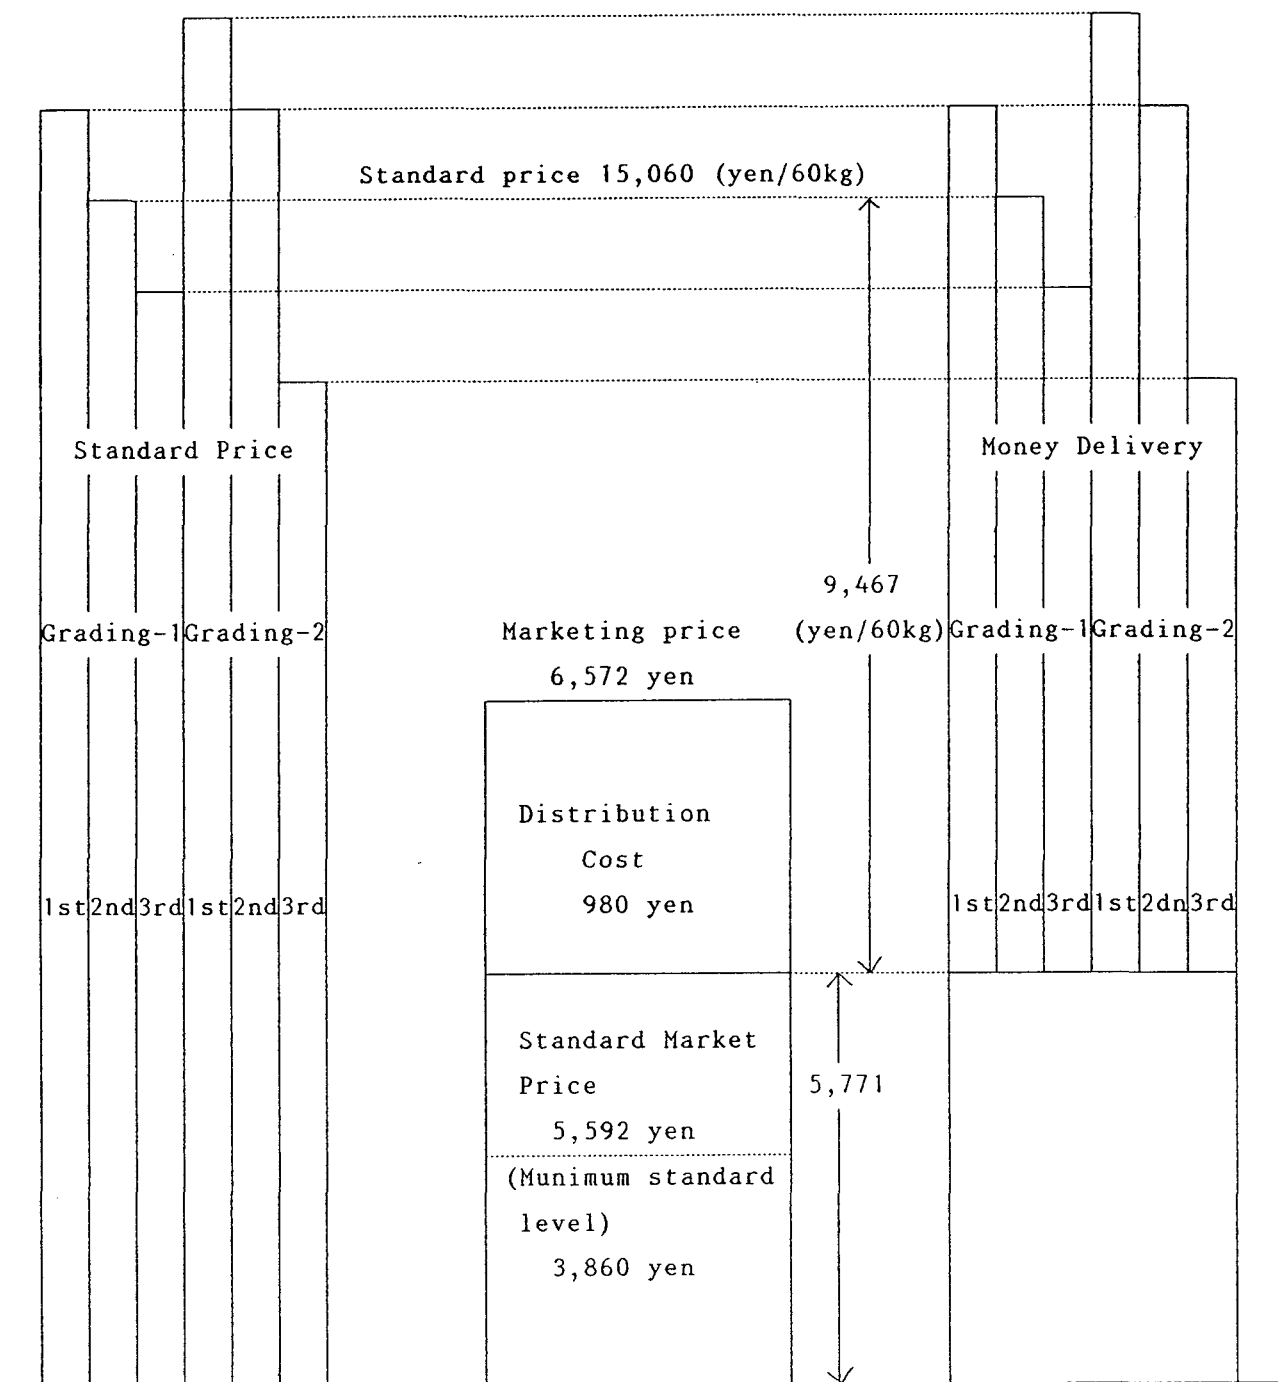 Standard price 15,060 (yen/60kg)
Standard Price
Money Delivery
9,467
(yen/60kg)
Grading-1 Grading-2
Marketing price
6,572 yen
Grading-1 Grading-2
Distribution
Cost
980 yen
1st 2nd 3rd 1st 2nd 3rd
1st 2nd 3rd 1st 2dn 3rd
Standard Market
Price
5,592 yen
5,771
(Munimum standard
level)
3,860 yen